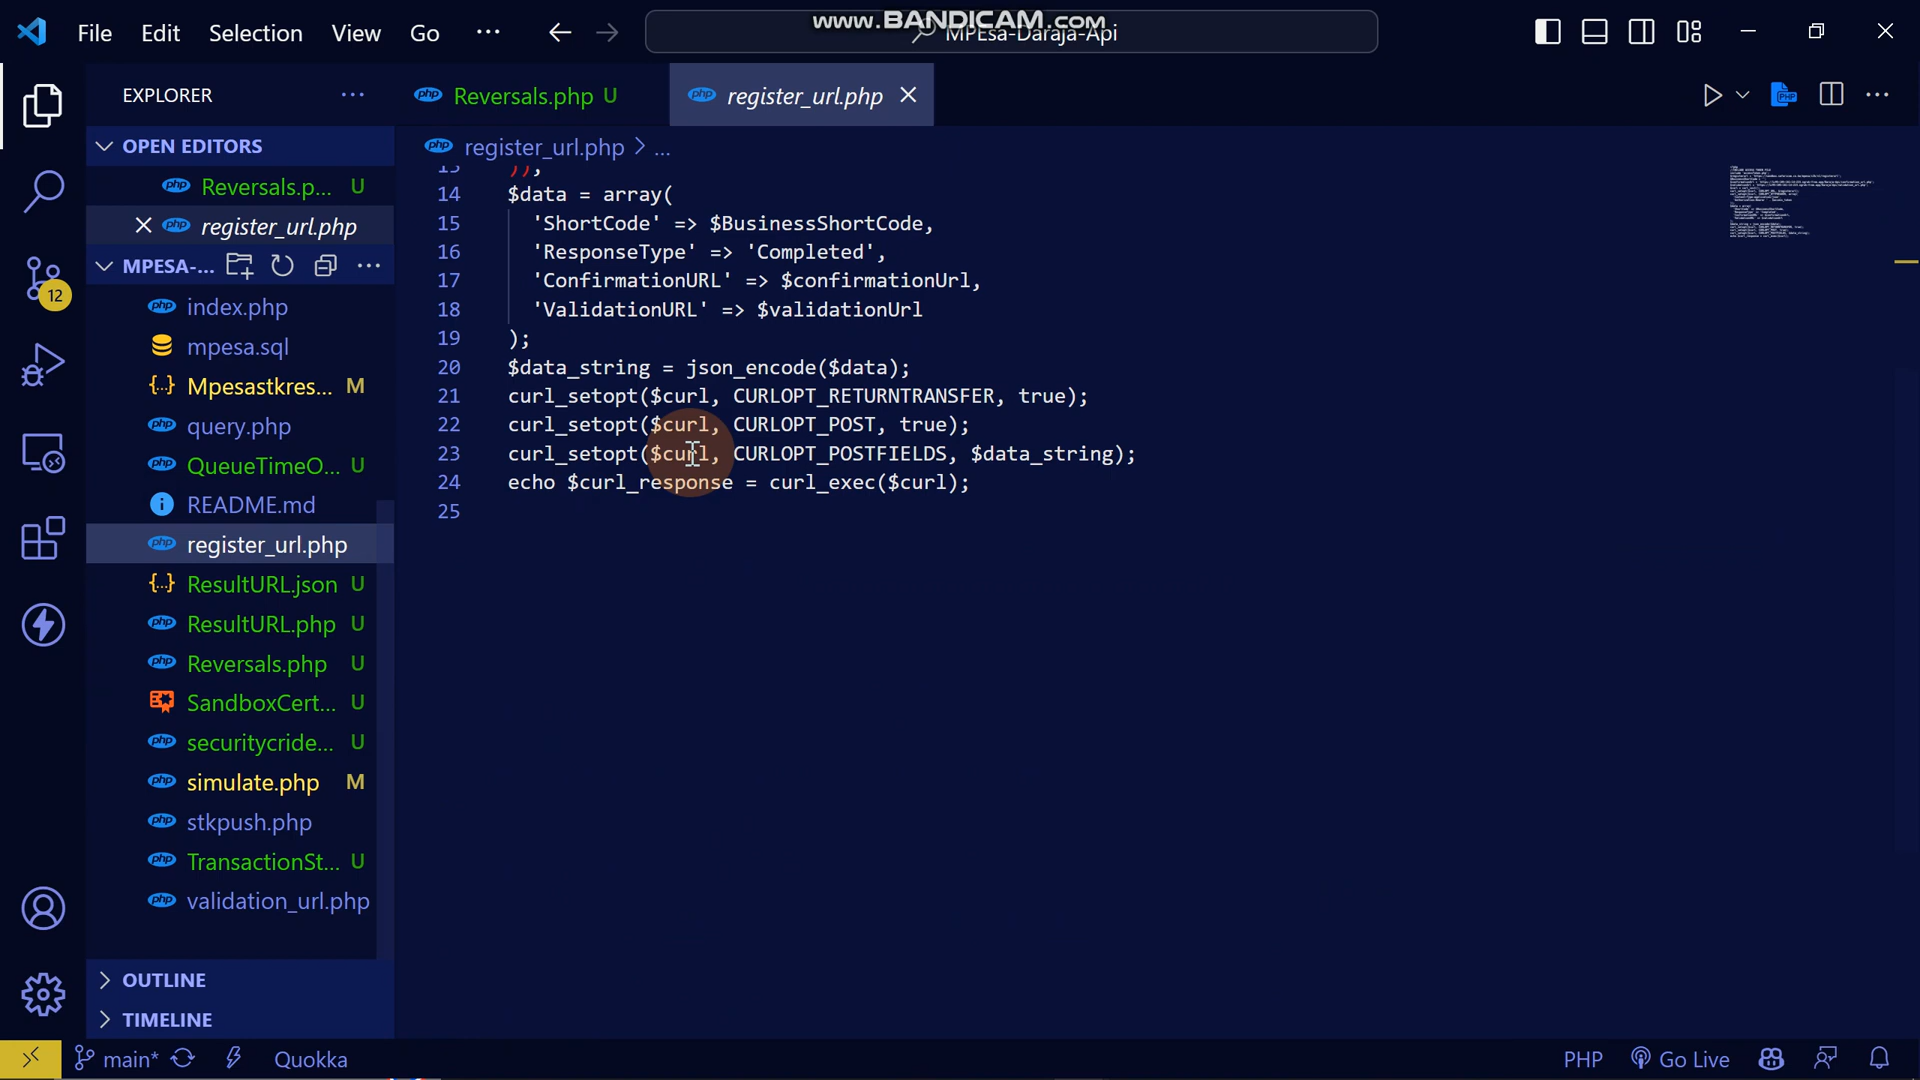 www.BANDICAM.com
File Edit Selection View Go ...
MPEsa-Daraja-Api
EXPLORER
Reversals.php U
register_url.php
OPEN EDITORS
register_url.php > ...
Reversals.p... U
register_url.php
MPESA-...
index.php
mpesa.sql
Mpesastkres... M
query.php
QueueTimeO... U
README.md
register_url.php
ResultURL.json U
ResultURL.php U
Reversals.php U
SandboxCert... U
securitycride... U
simulate.php M
stkpush.php
TransactionSt... U
validation_url.php
OUTLINE
TIMELINE
12
13 ));
14 $data = array(
15 'ShortCode' => $BusinessShortCode,
16 'ResponseType' => 'Completed',
17 'ConfirmationURL' => $confirmationUrl,
18 'ValidationURL' => $validationUrl
19 );
20 $data_string = json_encode($data);
21 curl_setopt($curl, CURLOPT_RETURNTRANSFER, true);
22 curl_setopt($curl, CURLOPT_POST, true);
23 curl_setopt($curl, CURLOPT_POSTFIELDS, $data_string);
24 echo $curl_response = curl_exec($curl);
25
main* Quokka PHP Go Live